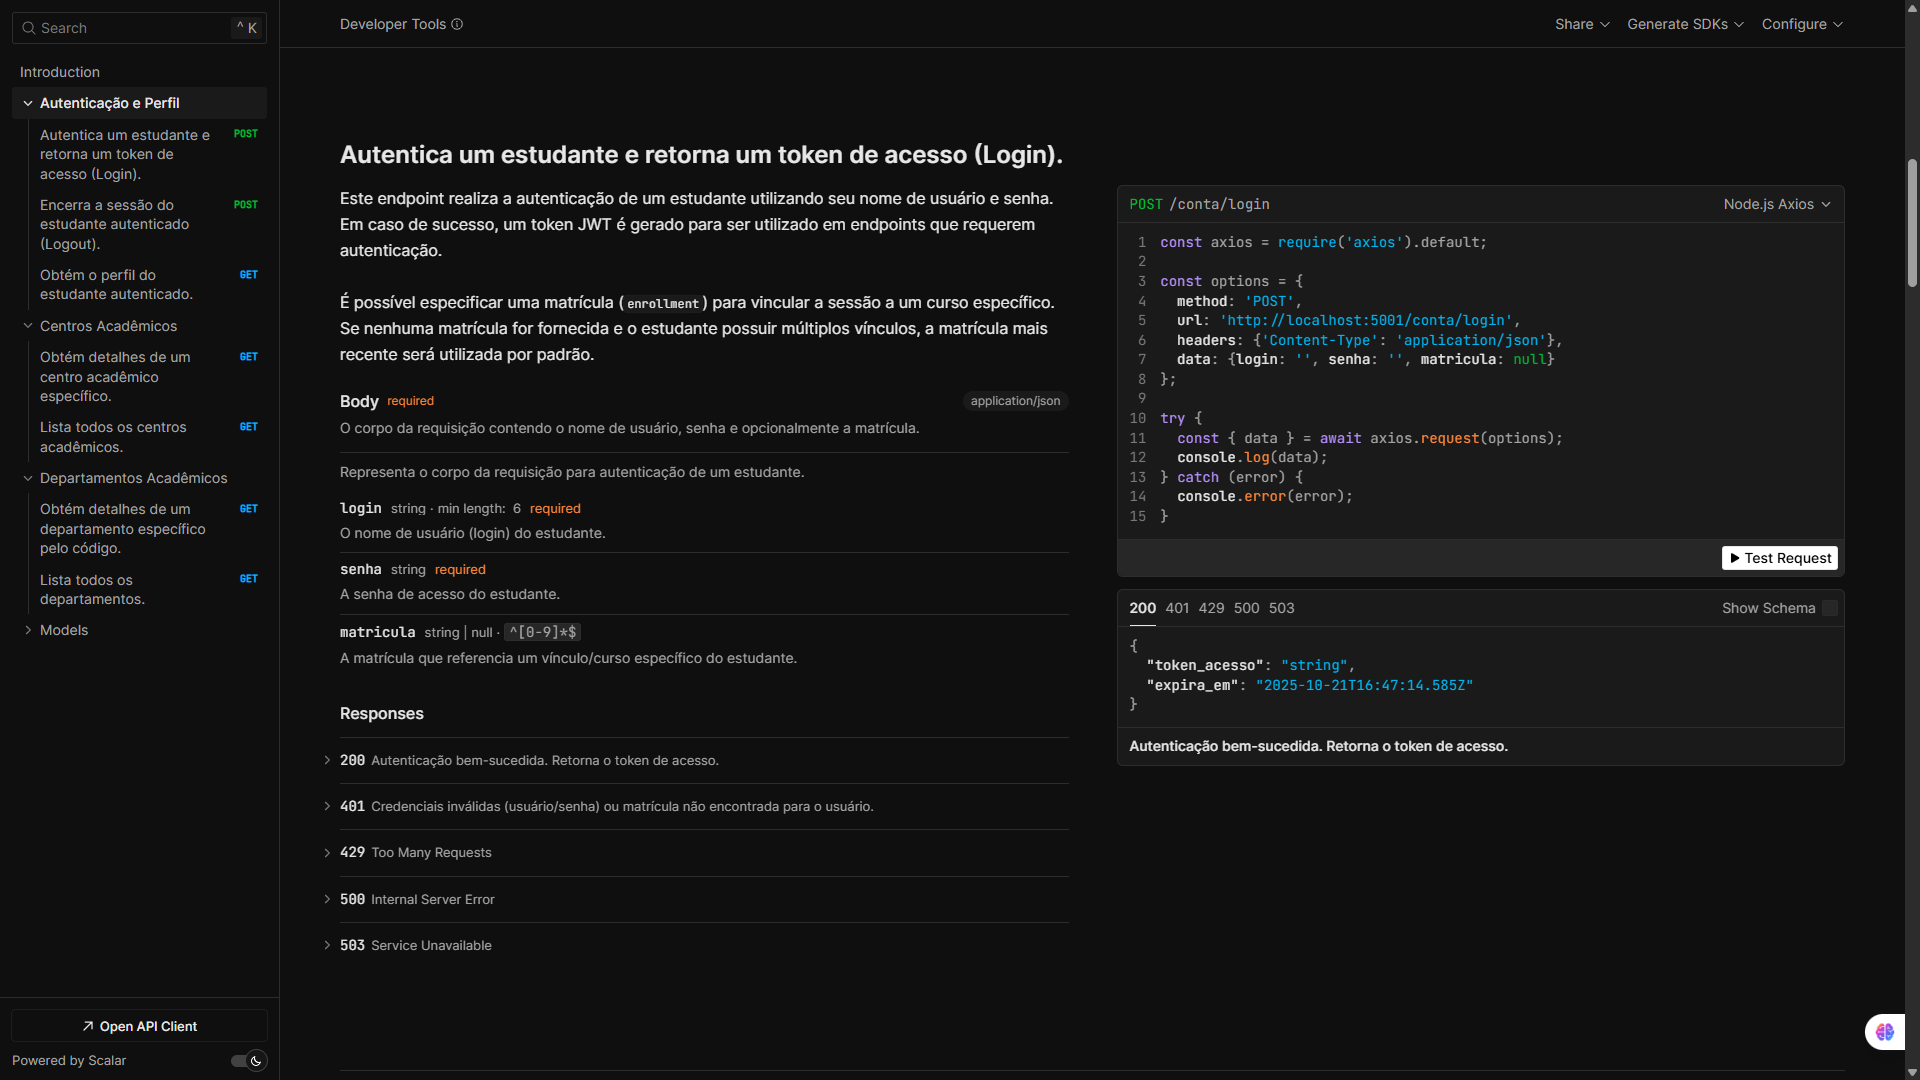 Search
^ K
Introduction
Autenticação e Perfil
Autentica um estudante e
retorna um token de
acesso (Login).
POST
Encerra a sessão do
estudante autenticado
(Logout).
POST
Obtém o perfil do
estudante autenticado.
GET
Centros Acadêmicos
Obtém detalhes de um
centro acadêmico
específico.
GET
Lista todos os centros
acadêmicos.
GET
Departamentos Acadêmicos
Obtém detalhes de um
departamento específico
pelo código.
GET
Lista todos os
departamentos.
GET
Models
Open API Client
Powered by Scalar
Developer Tools
Share
Generate SDKs
Configure
Autentica um estudante e retorna um token de acesso (Login).
Este endpoint realiza a autenticação de um estudante utilizando seu nome de usuário e senha.
Em caso de sucesso, um token JWT é gerado para ser utilizado em endpoints que requerem
autenticação.
É possível especificar uma matrícula (enrollment) para vincular a sessão a um curso específico.
Se nenhuma matrícula for fornecida e o estudante possuir múltiplos vínculos, a matrícula mais
recente será utilizada por padrão.
Body required
application/json
O corpo da requisição contendo o nome de usuário, senha e opcionalmente a matrícula.
Representa o corpo da requisição para autenticação de um estudante.
login string · min length: 6 required
O nome de usuário (login) do estudante.
senha string required
A senha de acesso do estudante.
matricula string | null · ^[0-9]*$
A matrícula que referencia um vínculo/curso específico do estudante.
Responses
200 Autenticação bem-sucedida. Retorna o token de acesso.
401 Credenciais inválidas (usuário/senha) ou matrícula não encontrada para o usuário.
429 Too Many Requests
500 Internal Server Error
503 Service Unavailable
POST /conta/login
Node.js Axios
1 const axios = require('axios').default;
2
3 const options = {
4 method: 'POST',
5 url: 'http://localhost:5001/conta/login',
6 headers: {'Content-Type': 'application/json'},
7 data: {login: '', senha: '', matricula: null}
8 };
9
10 try {
11 const { data } = await axios.request(options);
12 console.log(data);
13 } catch (error) {
14 console.error(error);
15 }
Test Request
200 401 429 500 503
Show Schema
{
"token_acesso": "string",
"expira_em": "2025-10-21T16:47:14.585Z"
}
Autenticação bem-sucedida. Retorna o token de acesso.